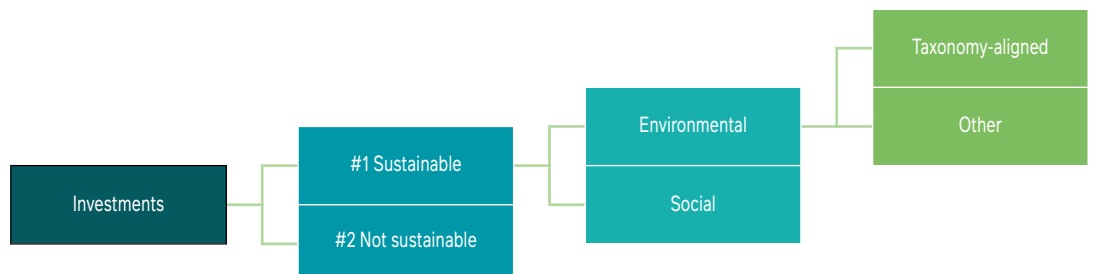 Investments
#1 Sustainable
#2 Not sustainable
Environmental
Social
Taxonomy-aligned
Other